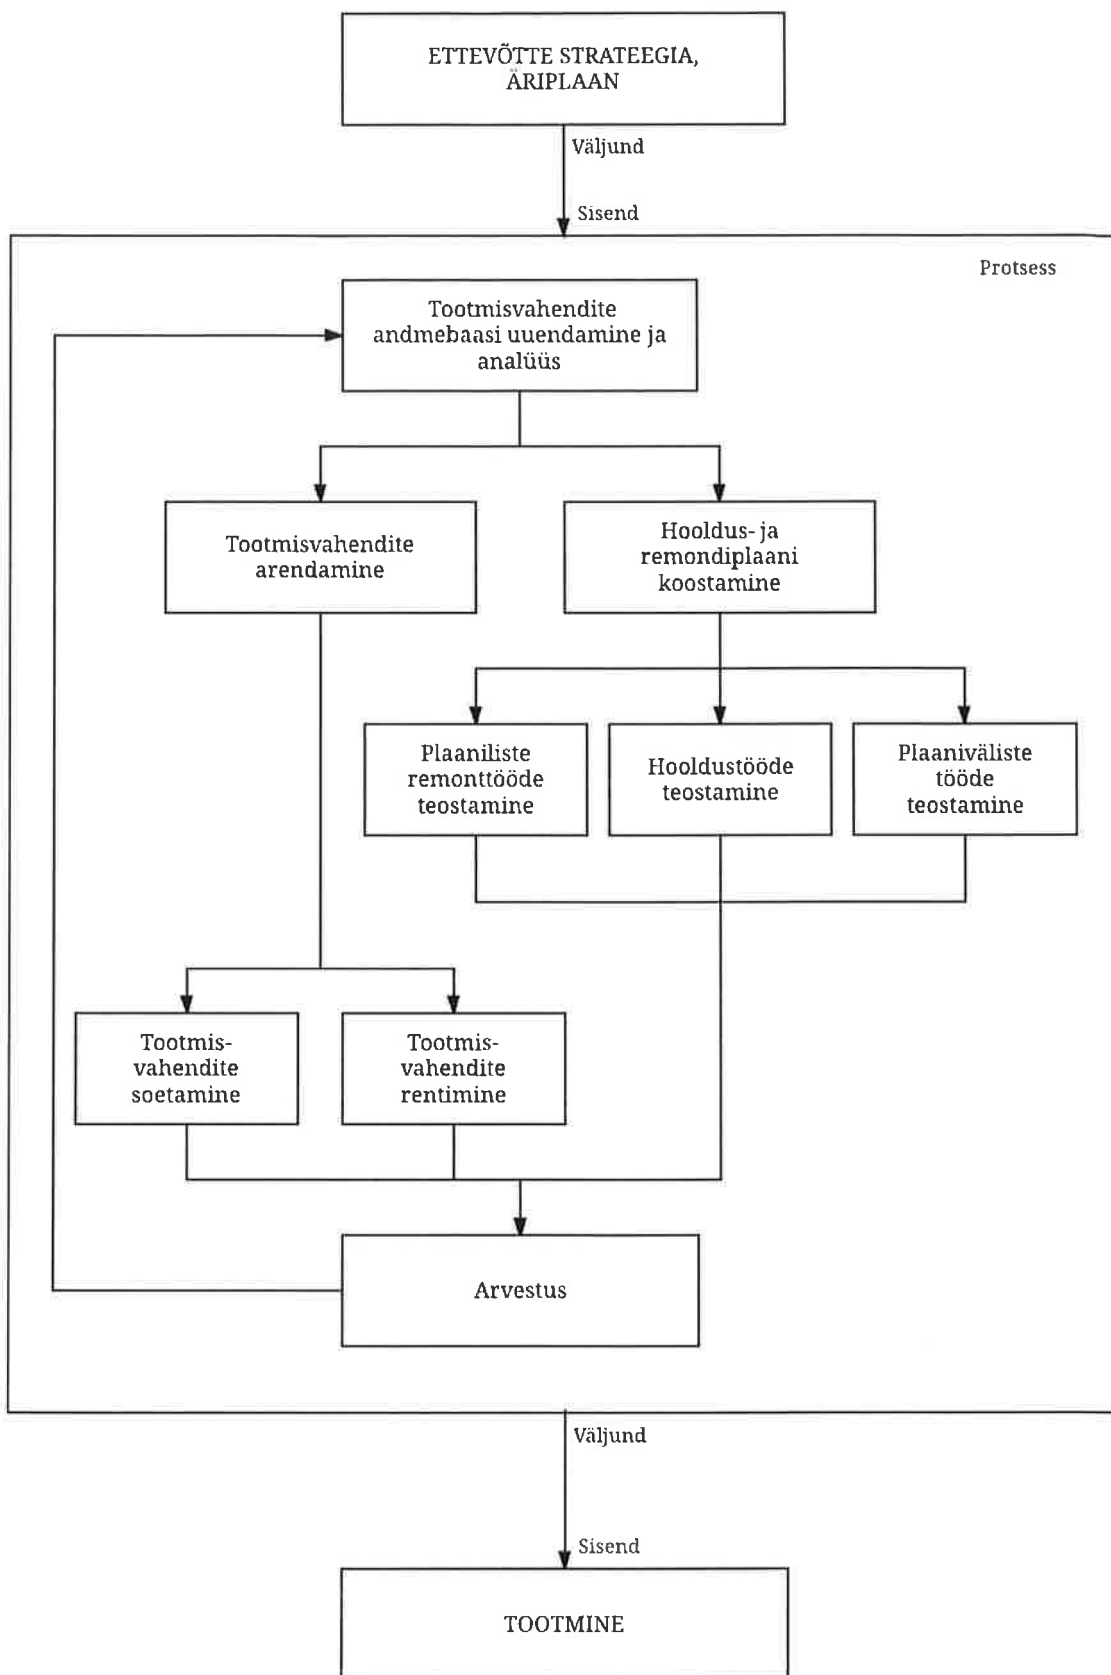 ETTEVÕTTE STRATEEGIA,
ÄRIPLAAN
Väljund
Sisend
Protsess
Tootmisvahendite
andmebaasi uuendamine ja
analüüs
Tootmisvahendite
arendamine
Hooldus- ja
remondiplaani
koostamine
Plaaniliste
remonttööde
teostamine
Hooldustööde
teostamine
Plaaniväliste
tööde
teostamine
Tootmis-
vahendite
soetamine
Tootmis-
vahendite
rentimine
Arvestus
Väljund
Sisend
TOOTMINE